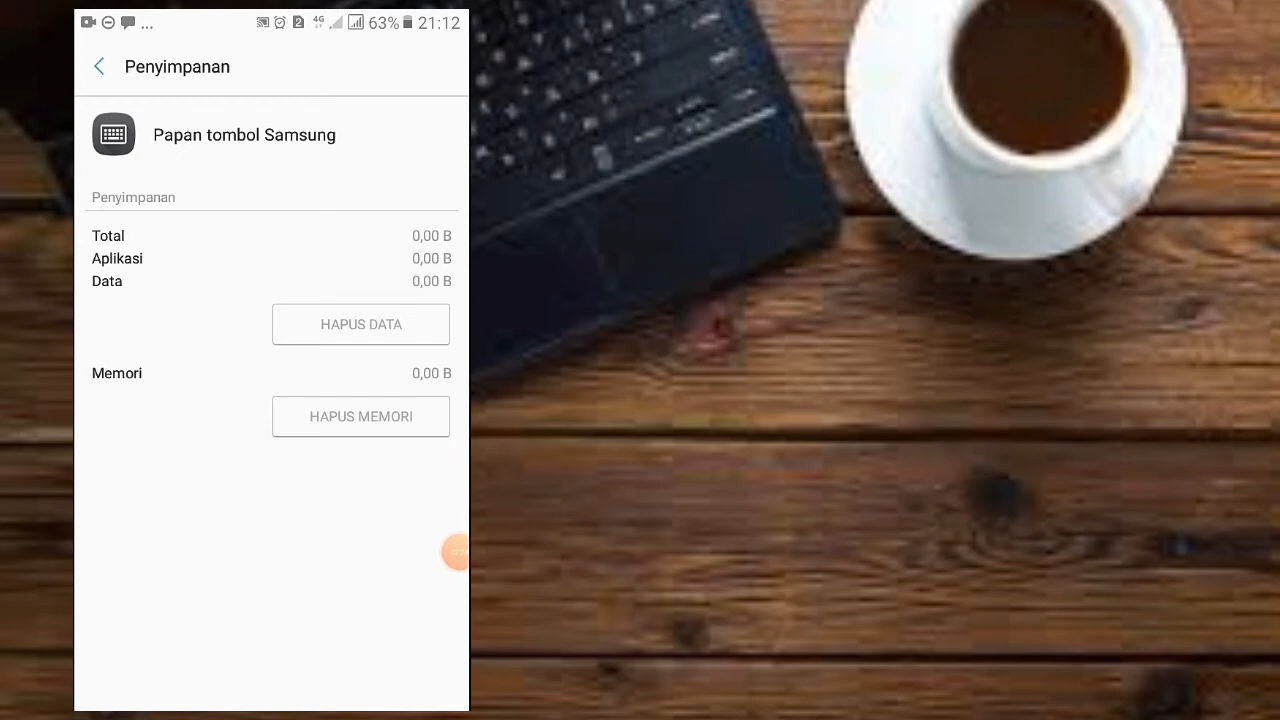 ... 4G 63% 21:12
Penyimpanan
Papan tombol Samsung
Penyimpanan
Total 0,00 B
Aplikasi 0,00 B
Data 0,00 B
HAPUS DATA
Memori 0,00 B
HAPUS MEMORI